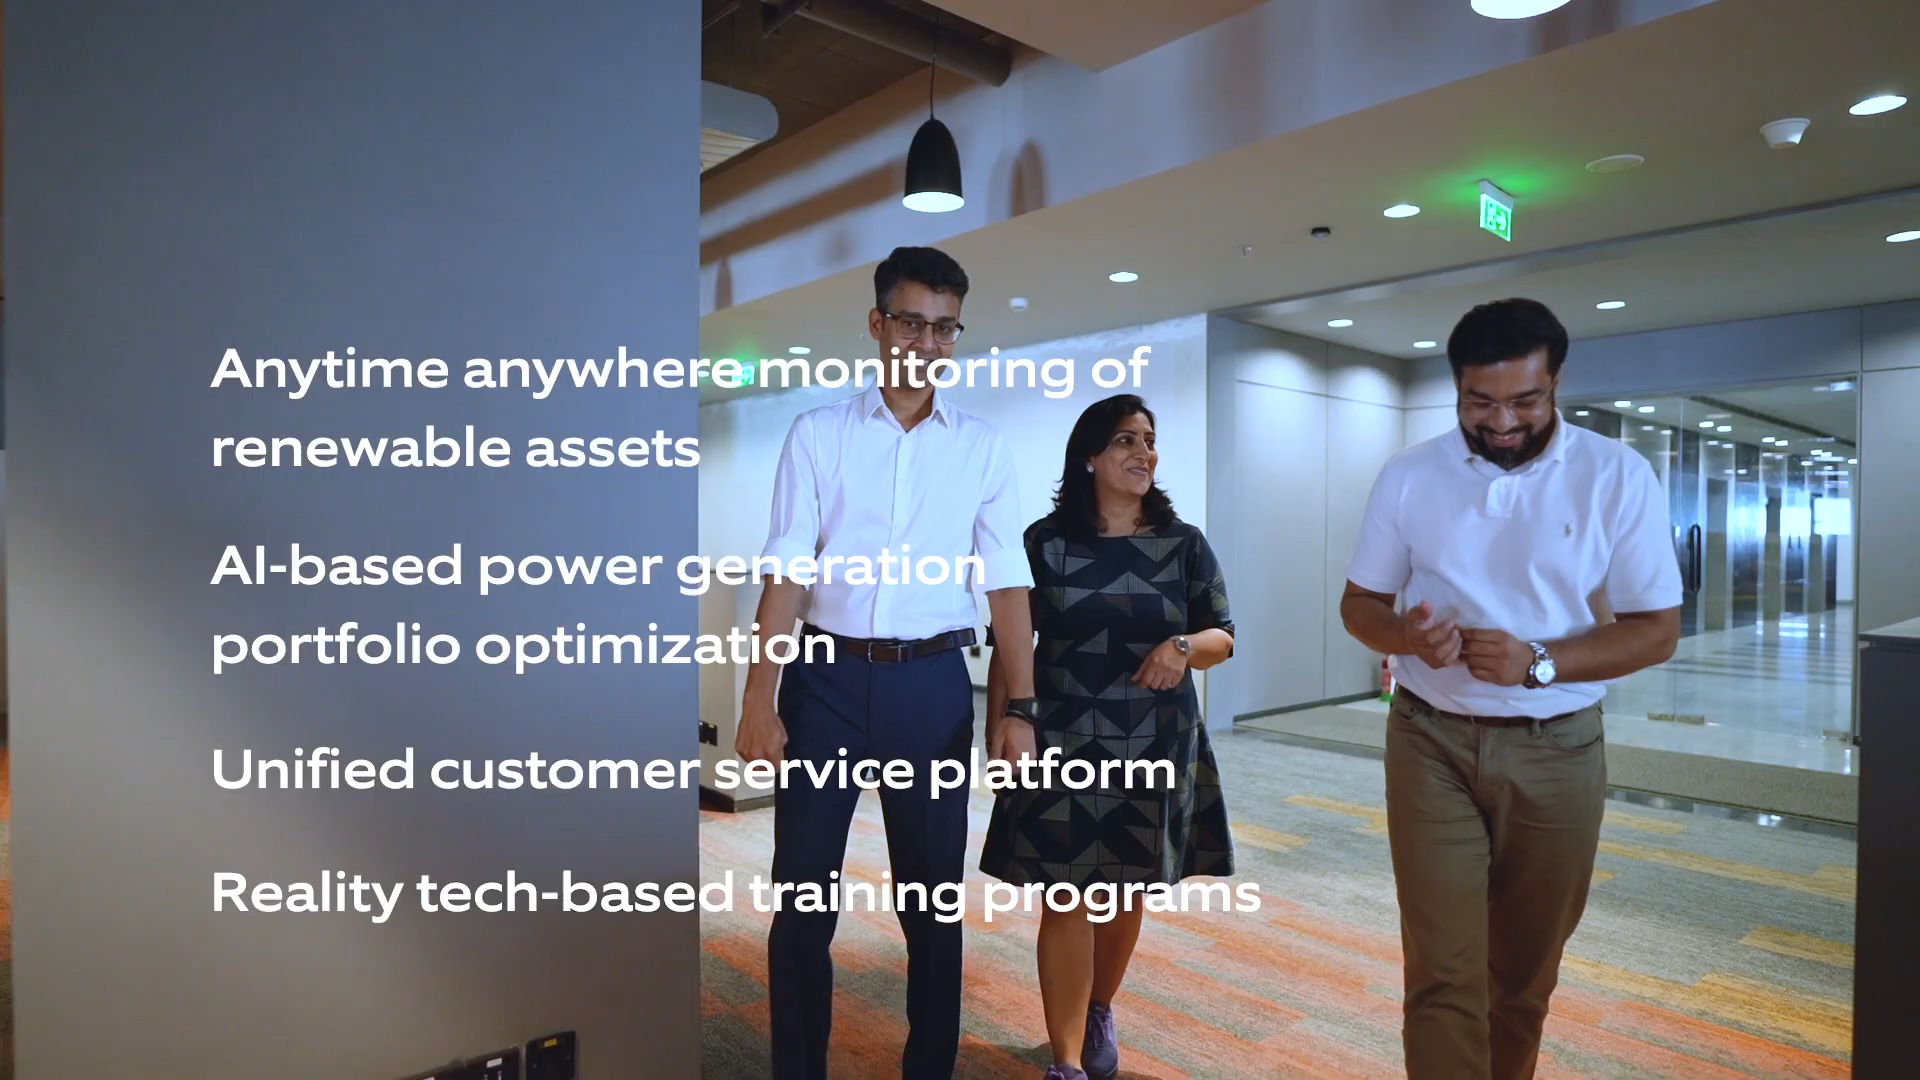 Anytime anywhere monitoring of
renewable assets
AI-based power generation
portfolio optimization
Unified customer service platform
Reality tech-based training programs